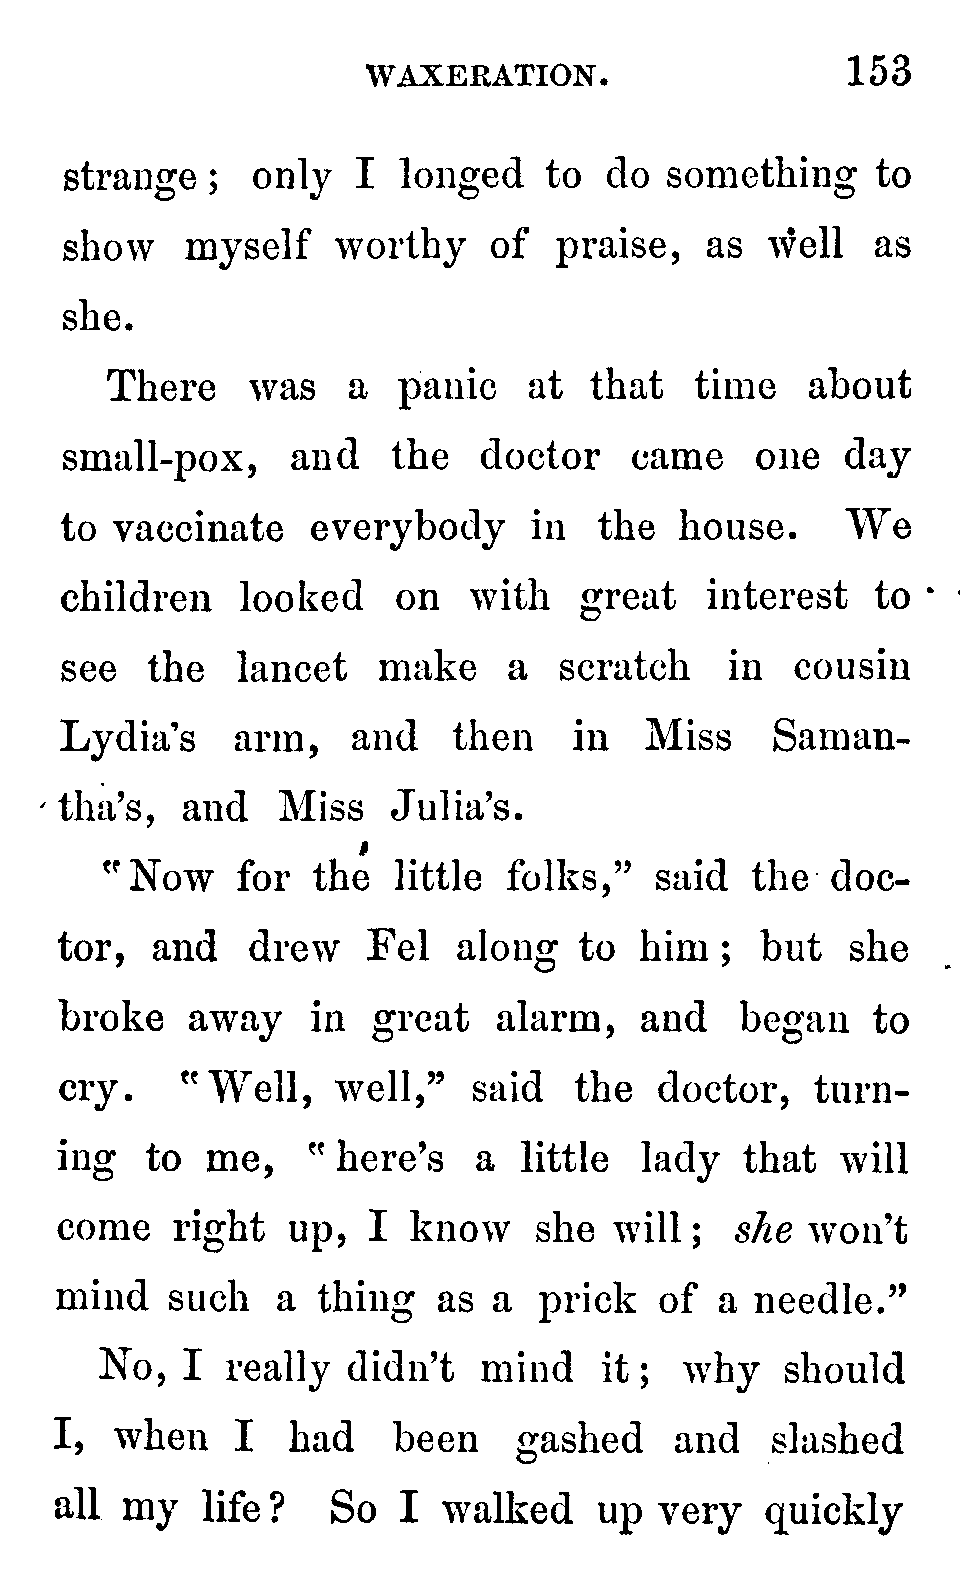 WAXERATION. 153
strange; only I longed to do something to
show myself worthy of praise, as well as
she.
There was a panic at that time about
small-pox, and the doctor came one day
to vaccinate everybody in the house. We
children looked on with great interest to
see the lancet make a scratch in cousin
Lydia's arm, and then in Miss Saman-
tha's, and Miss Julia's.
"Now for the little folks," said the doc-
tor, and drew Fel along to him; but she
broke away in great alarm, and began to
cry. "Well, well," said the doctor, turn-
ing to me, "here's a little lady that will
come right up, I know she will; she won't
mind such a thing as a prick of a needle."
No, I really didn't mind it; why should
I, when I had been gashed and slashed
all my life? So I walked up very quickly